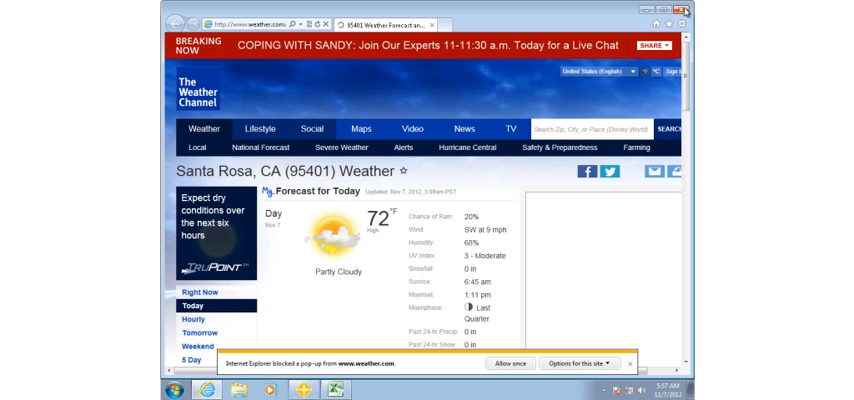 http://www.weather.com
95401 Weather Forecast an...
BREAKING NOW
COPING WITH SANDY: Join Our Experts 11-11:30 a.m. Today for a Live Chat
SHARE
The Weather Channel
United States (English)
°F °C
Sign
Weather Lifestyle Social Maps Video News TV
Search Zip, City, or Place (Disney World)
SEARCH
Local National Forecast Severe Weather Alerts Hurricane Central Safety & Preparedness Farming
Santa Rosa, CA (95401) Weather
Expect dry conditions over the next six hours
TRUPOINT
My Forecast for Today
Updated: Nov 7, 2012, 3:09am PST
Day
Nov 7
72°F
High
Partly Cloudy
Chance of Rain: 20%
Wind: SW at 9 mph
Humidity: 68%
UV Index: 3 - Moderate
Snowfall: 0 in
Sunrise: 6:45 am
Moonset: 1:11 pm
Moonphase: Last Quarter
Past 24-hr Precip: 0 in
Past 24-hr Snow: 0 in
Right Now
Today
Hourly
Tomorrow
Weekend
5 Day
Internet Explorer blocked a pop-up from www.weather.com.
Allow once
Options for this site
5:57 AM
11/7/2012